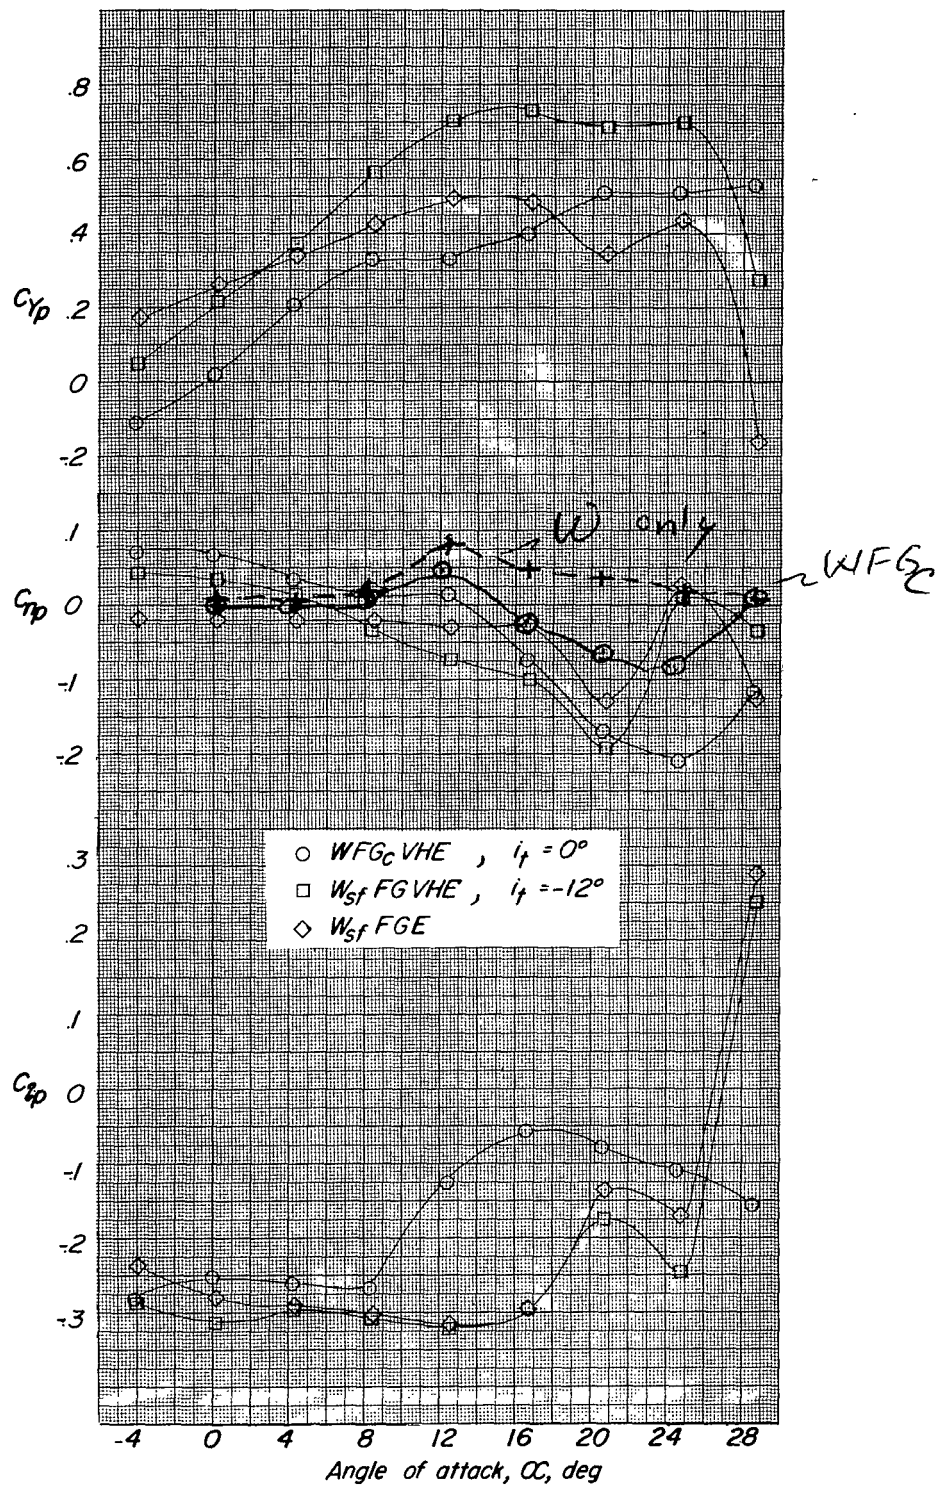 .8
.6
.4
C_Yp .2
0
-.2
.1
W only
WFG_C
C_np 0
-.1
-.2
○ WFG_c VHE , i_t = 0°
□ W_sf FGVHE , i_t = -12°
◇ W_sf FGE
.3
.2
.1
C_lp 0
-.1
-.2
-.3
-4 0 4 8 12 16 20 24 28
Angle of attack, α, deg